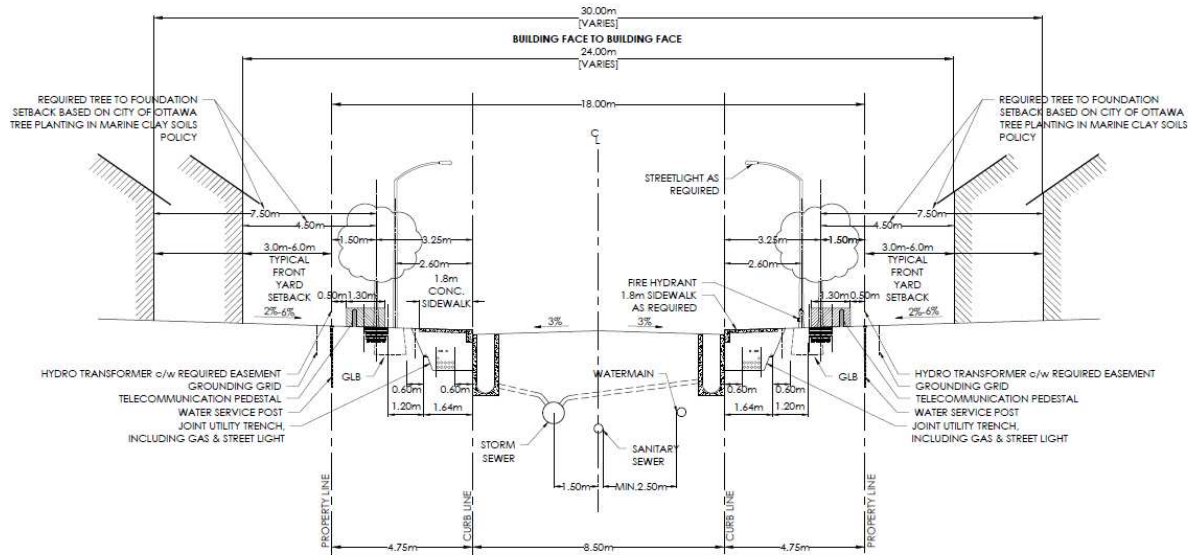 30.00m
[VARIES]
BUILDING FACE TO BUILDING FACE
24.00m
[VARIES]
18.00m
REQUIRED TREE TO FOUNDATION
SETBACK BASED ON CITY OF OTTAWA
TREE PLANTING IN MARINE CLAY SOILS
POLICY
REQUIRED TREE TO FOUNDATION
SETBACK BASED ON CITY OF OTTAWA
TREE PLANTING IN MARINE CLAY SOILS
POLICY
CL
STREETLIGHT AS
REQUIRED
7.50m
4.50m
1.50m
3.25m
2.60m
3.0m-6.0m
TYPICAL
FRONT
YARD
SETBACK
1.8m
CONC.
SIDEWALK
0.50m
1.30m
2%-6%
7.50m
4.50m
3.25m
1.50m
2.60m
3.0m-6.0m
TYPICAL
FRONT
YARD
SETBACK
FIRE HYDRANT
1.8m SIDEWALK
AS REQUIRED
1.30m
0.50m
2%-6%
3%
3%
HYDRO TRANSFORMER c/w REQUIRED EASEMENT
GROUNDING GRID
TELECOMMUNICATION PEDESTAL
WATER SERVICE POST
JOINT UTILITY TRENCH,
INCLUDING GAS & STREET LIGHT
GLB
0.60m
0.60m
1.20m
1.64m
STORM
SEWER
WATERMAIN
SANITARY
SEWER
1.50m
MIN.2.50m
0.60m
0.60m
1.64m
1.20m
GLB
HYDRO TRANSFORMER c/w REQUIRED EASEMENT
GROUNDING GRID
TELECOMMUNICATION PEDESTAL
WATER SERVICE POST
JOINT UTILITY TRENCH,
INCLUDING GAS & STREET LIGHT
PROPERTY LINE
CURB LINE
CURB LINE
PROPERTY LINE
4.75m
8.50m
4.75m